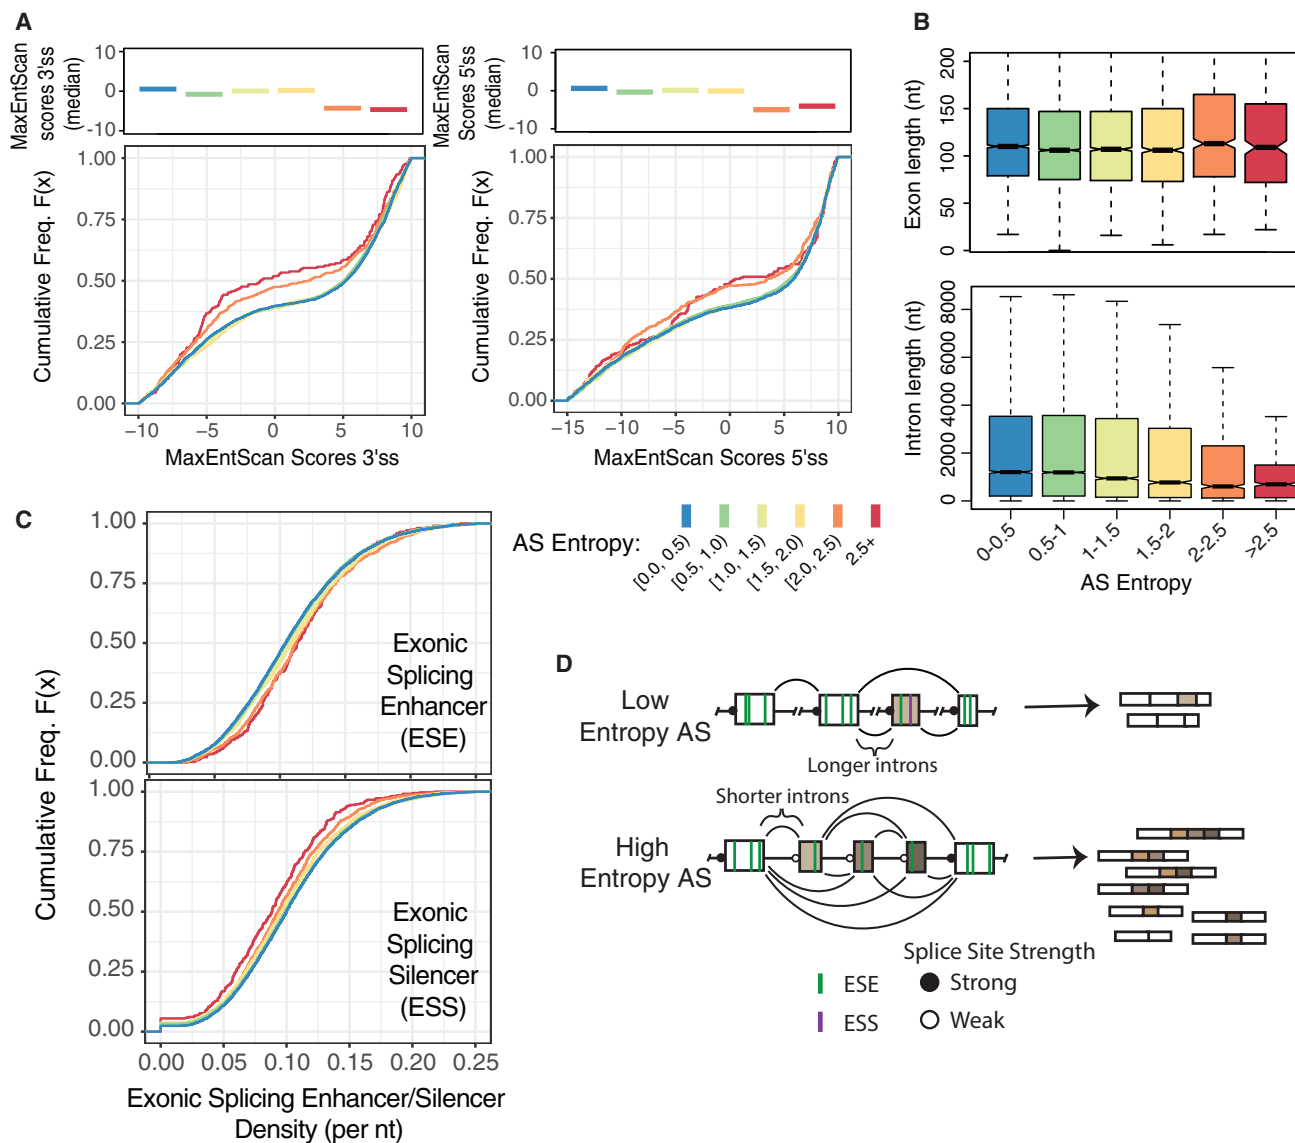 A
MaxEntScan
scores 3'ss
(median)
10
0
-10
1.00
0.75
0.50
0.25
0.00
Cumulative Freq. F(x)
−10
−5
0
5
10
MaxEntScan Scores 3'ss
MaxEntScan
Scores 5'ss
(median)
10
0
-10
1.00
0.75
0.50
0.25
0.00
Cumulative Freq. F(x)
−15
−10
−5
0
5
10
MaxEntScan Scores 5'ss
B
Exon length (nt)
200
150
100
50
0
Intron length (nt)
8000
6000
4000
2000
0
0-0.5
0.5-1
1-1.5
1.5-2
2-2.5
>2.5
AS Entropy
AS Entropy:
[0.0, 0.5)
[0.5, 1.0)
[1.0, 1.5)
[1.5, 2.0)
[2.0, 2.5)
2.5+
C
1.00
0.75
0.50
0.25
0.00
Exonic
Splicing
Enhancer
(ESE)
Cumulative Freq. F(x)
1.00
0.75
0.50
0.25
0.00
Exonic
Splicing
Silencer
(ESS)
0.00
0.05
0.10
0.15
0.20
0.25
Exonic Splicing Enhancer/Silencer
Density (per nt)
D
Low
Entropy AS
Longer introns
Shorter introns
High
Entropy AS
Splice Site Strength
ESE
Strong
ESS
Weak